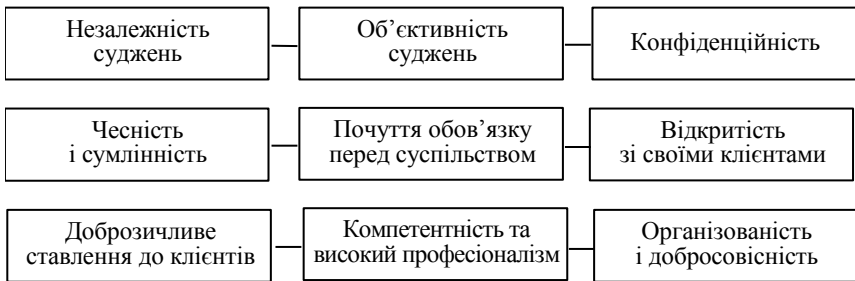 Незалежність
суджень
Об’єктивність
суджень
Конфіденційність
Чесність
і сумлінність
Почуття обов’язку
перед суспільством
Відкритість
зі своїми клієнтами
Доброзичливе
ставлення до клієнтів
Компетентність та
високий професіоналізм
Організованість
і добросовісність